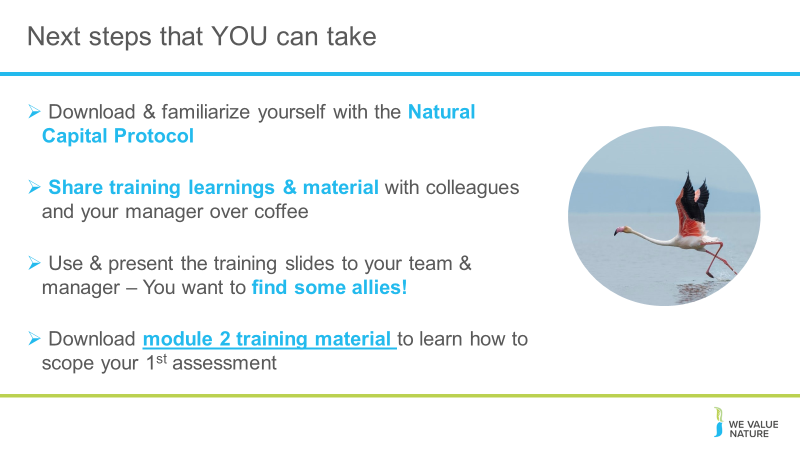 Next steps that YOU can take
➢ Download & familiarize yourself with the Natural
Capital Protocol
➢ Share training learnings & material with colleagues
and your manager over coffee
➢ Use & present the training slides to your team &
manager – You want to find some allies!
➢ Download module 2 training material to learn how to
scope your 1st assessment
WE VALUE
NATURE